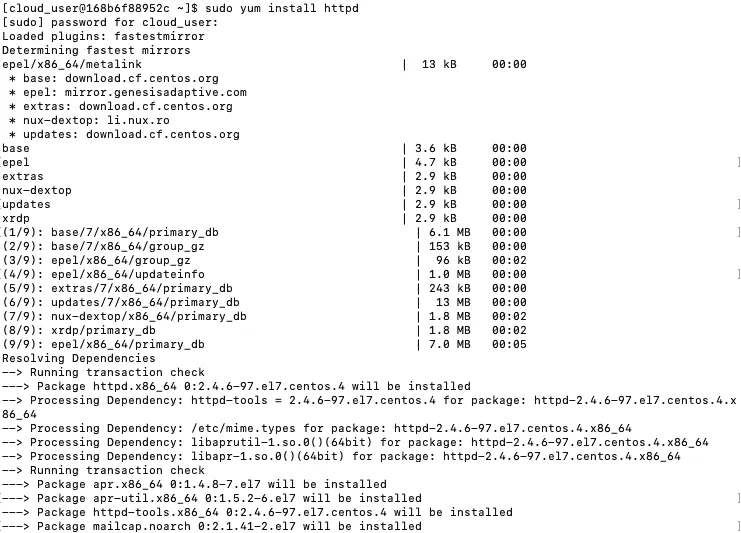 [cloud_user@168b6f88952c ~]$ sudo yum install httpd
[sudo] password for cloud_user:
Loaded plugins: fastestmirror
Determining fastest mirrors
epel/x86_64/metalink                                     |  13 kB     00:00
 * base: download.cf.centos.org
 * epel: mirror.genesisadaptive.com
 * extras: download.cf.centos.org
 * nux-dextop: li.nux.ro
 * updates: download.cf.centos.org
base                                                     | 3.6 kB     00:00
[epel                                                     | 4.7 kB     00:00                              ]
extras                                                   | 2.9 kB     00:00
nux-dextop                                               | 2.9 kB     00:00
[updates                                                  | 2.9 kB     00:00                              ]
xrdp                                                     | 2.9 kB     00:00
(1/9): base/7/x86_64/primary_db                            | 6.1 MB   00:00
(2/9): base/7/x86_64/group_gz                              | 153 kB   00:00
(3/9): epel/x86_64/group_gz                                |  96 kB   00:02
[(4/9): epel/x86_64/updateinfo                              | 1.0 MB   00:00                              ]
(5/9): extras/7/x86_64/primary_db                          | 243 kB   00:00
(6/9): updates/7/x86_64/primary_db                         |  13 MB   00:00
(7/9): nux-dextop/x86_64/primary_db                        | 1.8 MB   00:02
(8/9): xrdp/primary_db                                     | 1.8 MB   00:02
(9/9): epel/x86_64/primary_db                              | 7.0 MB   00:05
Resolving Dependencies
--> Running transaction check
---> Package httpd.x86_64 0:2.4.6-97.el7.centos.4 will be installed
--> Processing Dependency: httpd-tools = 2.4.6-97.el7.centos.4 for package: httpd-2.4.6-97.el7.centos.4.x
86_64
--> Processing Dependency: /etc/mime.types for package: httpd-2.4.6-97.el7.centos.4.x86_64
--> Processing Dependency: libaprutil-1.so.0()(64bit) for package: httpd-2.4.6-97.el7.centos.4.x86_64
--> Processing Dependency: libapr-1.so.0()(64bit) for package: httpd-2.4.6-97.el7.centos.4.x86_64
--> Running transaction check
---> Package apr.x86_64 0:1.4.8-7.el7 will be installed
[---> Package apr-util.x86_64 0:1.5.2-6.el7 will be installed                                             ]
[---> Package httpd-tools.x86_64 0:2.4.6-97.el7.centos.4 will be installed                                ]
[---> Package mailcap.noarch 0:2.1.41-2.el7 will be installed                                             ]